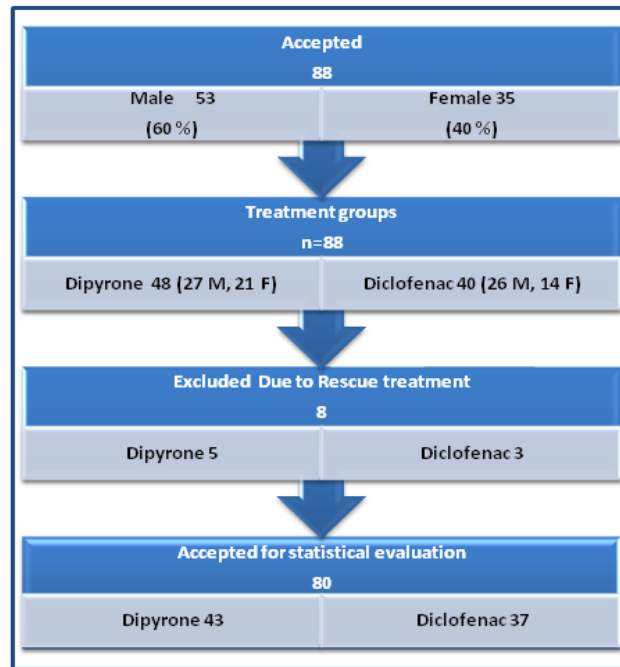 Accepted
88
Male 53
(60 %)
Female 35
(40 %)
Treatment groups
n=88
Dipyrone 48 (27 M, 21 F)
Diclofenac 40 (26 M, 14 F)
Excluded Due to Rescue treatment
8
Dipyrone 5
Diclofenac 3
Accepted for statistical evaluation
80
Dipyrone 43
Diclofenac 37